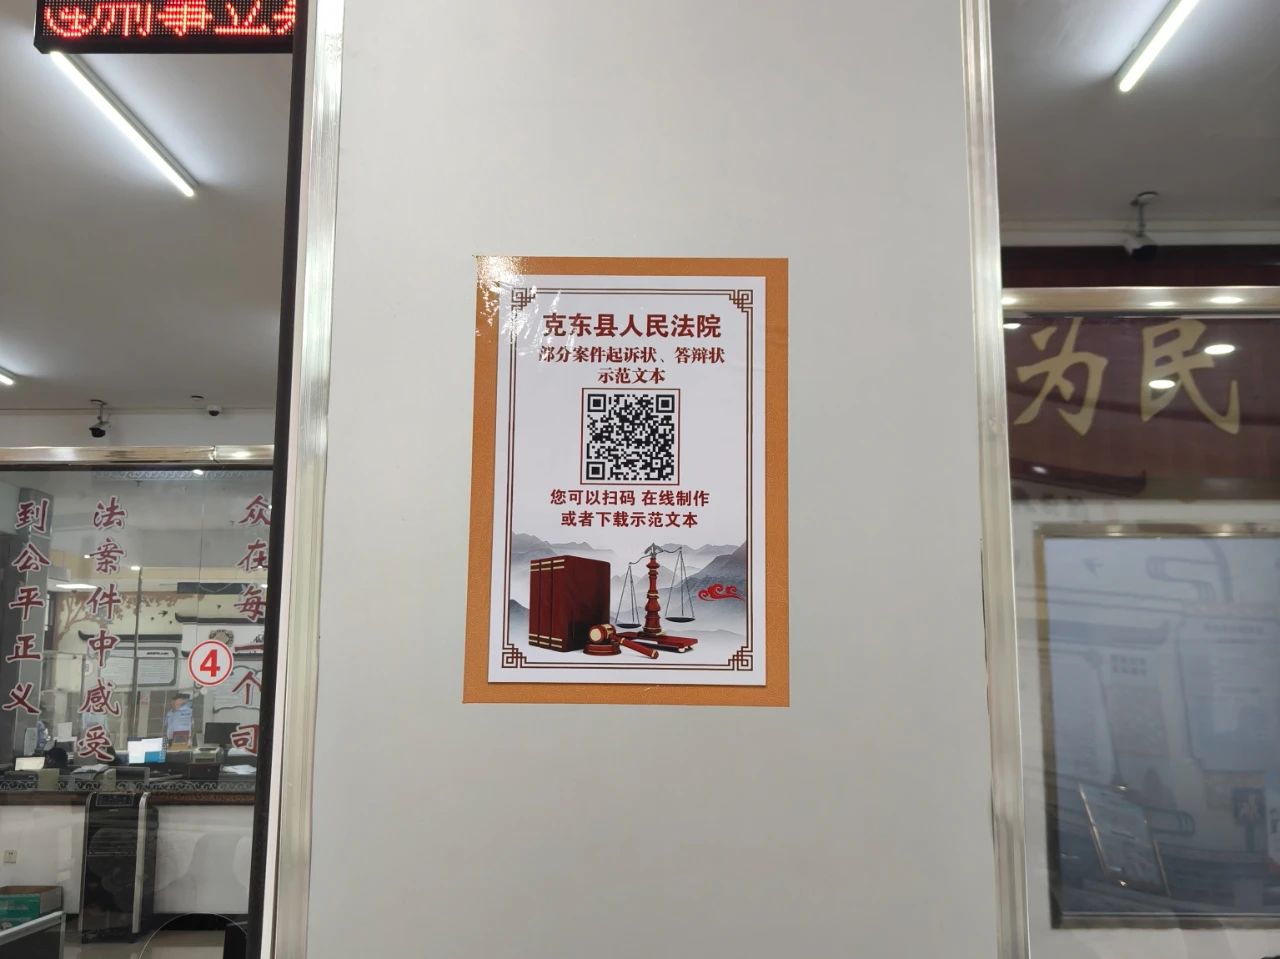 刑事立
克东县人民法院
部分案件起诉状、答辩状
示范文本
您可以扫码 在线制作
或者下载示范文本
为民
众在每个司
法案件中感受
到公平正义
4